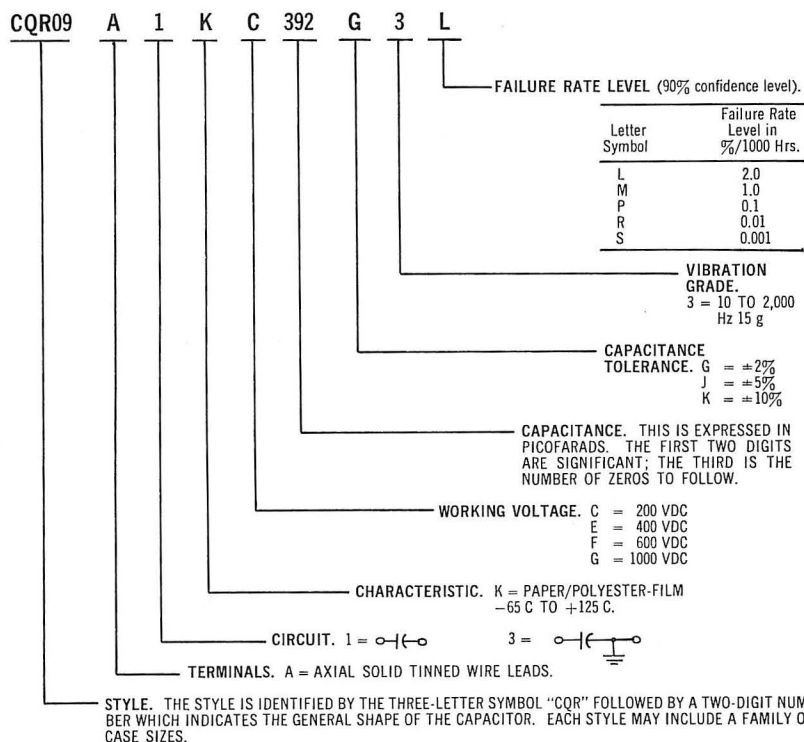 CQR09 A 1 K C 392 G 3 L
FAILURE RATE LEVEL (90% confidence level).
Letter Symbol Failure Rate Level in %/1000 Hrs.
L 2.0
M 1.0
P 0.1
R 0.01
S 0.001
VIBRATION
GRADE.
3 = 10 TO 2,000
Hz 15 g
CAPACITANCE
TOLERANCE. G = ±2%
J = ±5%
K = ±10%
CAPACITANCE. THIS IS EXPRESSED IN
PICOFARADS. THE FIRST TWO DIGITS
ARE SIGNIFICANT; THE THIRD IS THE
NUMBER OF ZEROS TO FOLLOW.
WORKING VOLTAGE. C = 200 VDC
E = 400 VDC
F = 600 VDC
G = 1000 VDC
CHARACTERISTIC. K = PAPER/POLYESTER-FILM
-65 C TO +125 C.
CIRCUIT. 1 = 3 =
TERMINALS. A = AXIAL SOLID TINNED WIRE LEADS.
STYLE. THE STYLE IS IDENTIFIED BY THE THREE-LETTER SYMBOL "CQR" FOLLOWED BY A TWO-DIGIT NUM-
BER WHICH INDICATES THE GENERAL SHAPE OF THE CAPACITOR. EACH STYLE MAY INCLUDE A FAMILY O
CASE SIZES.